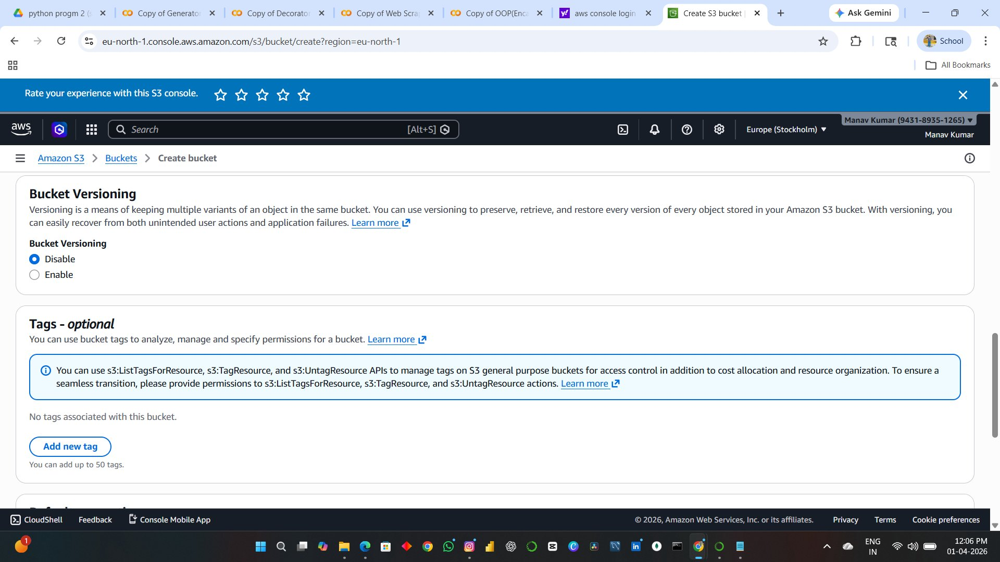 python progm 2 (s
Copy of Generator
Copy of Decorator
Copy of Web Scrap
Copy of OOP(Enca
aws console login
Create S3 bucket |
Ask Gemini
eu-north-1.console.aws.amazon.com/s3/bucket/create?region=eu-north-1
School
All Bookmarks
Rate your experience with this S3 console.
aws
Search
[Alt+S]
Europe (Stockholm)
Manav Kumar (9431-8935-1265)
Manav Kumar
Amazon S3 > Buckets > Create bucket
Bucket Versioning
Versioning is a means of keeping multiple variants of an object in the same bucket. You can use versioning to preserve, retrieve, and restore every version of every object stored in your Amazon S3 bucket. With versioning, you
can easily recover from both unintended user actions and application failures. Learn more
Bucket Versioning
Disable
Enable
Tags - optional
You can use bucket tags to analyze, manage and specify permissions for a bucket. Learn more
You can use s3:ListTagsForResource, s3:TagResource, and s3:UntagResource APIs to manage tags on S3 general purpose buckets for access control in addition to cost allocation and resource organization. To ensure a
seamless transition, please provide permissions to s3:ListTagsForResource, s3:TagResource, and s3:UntagResource actions. Learn more
No tags associated with this bucket.
Add new tag
You can add up to 50 tags.
CloudShell
Feedback
Console Mobile App
© 2026, Amazon Web Services, Inc. or its affiliates.
Privacy
Terms
Cookie preferences
1
ENG
IN
12:06 PM
01-04-2026